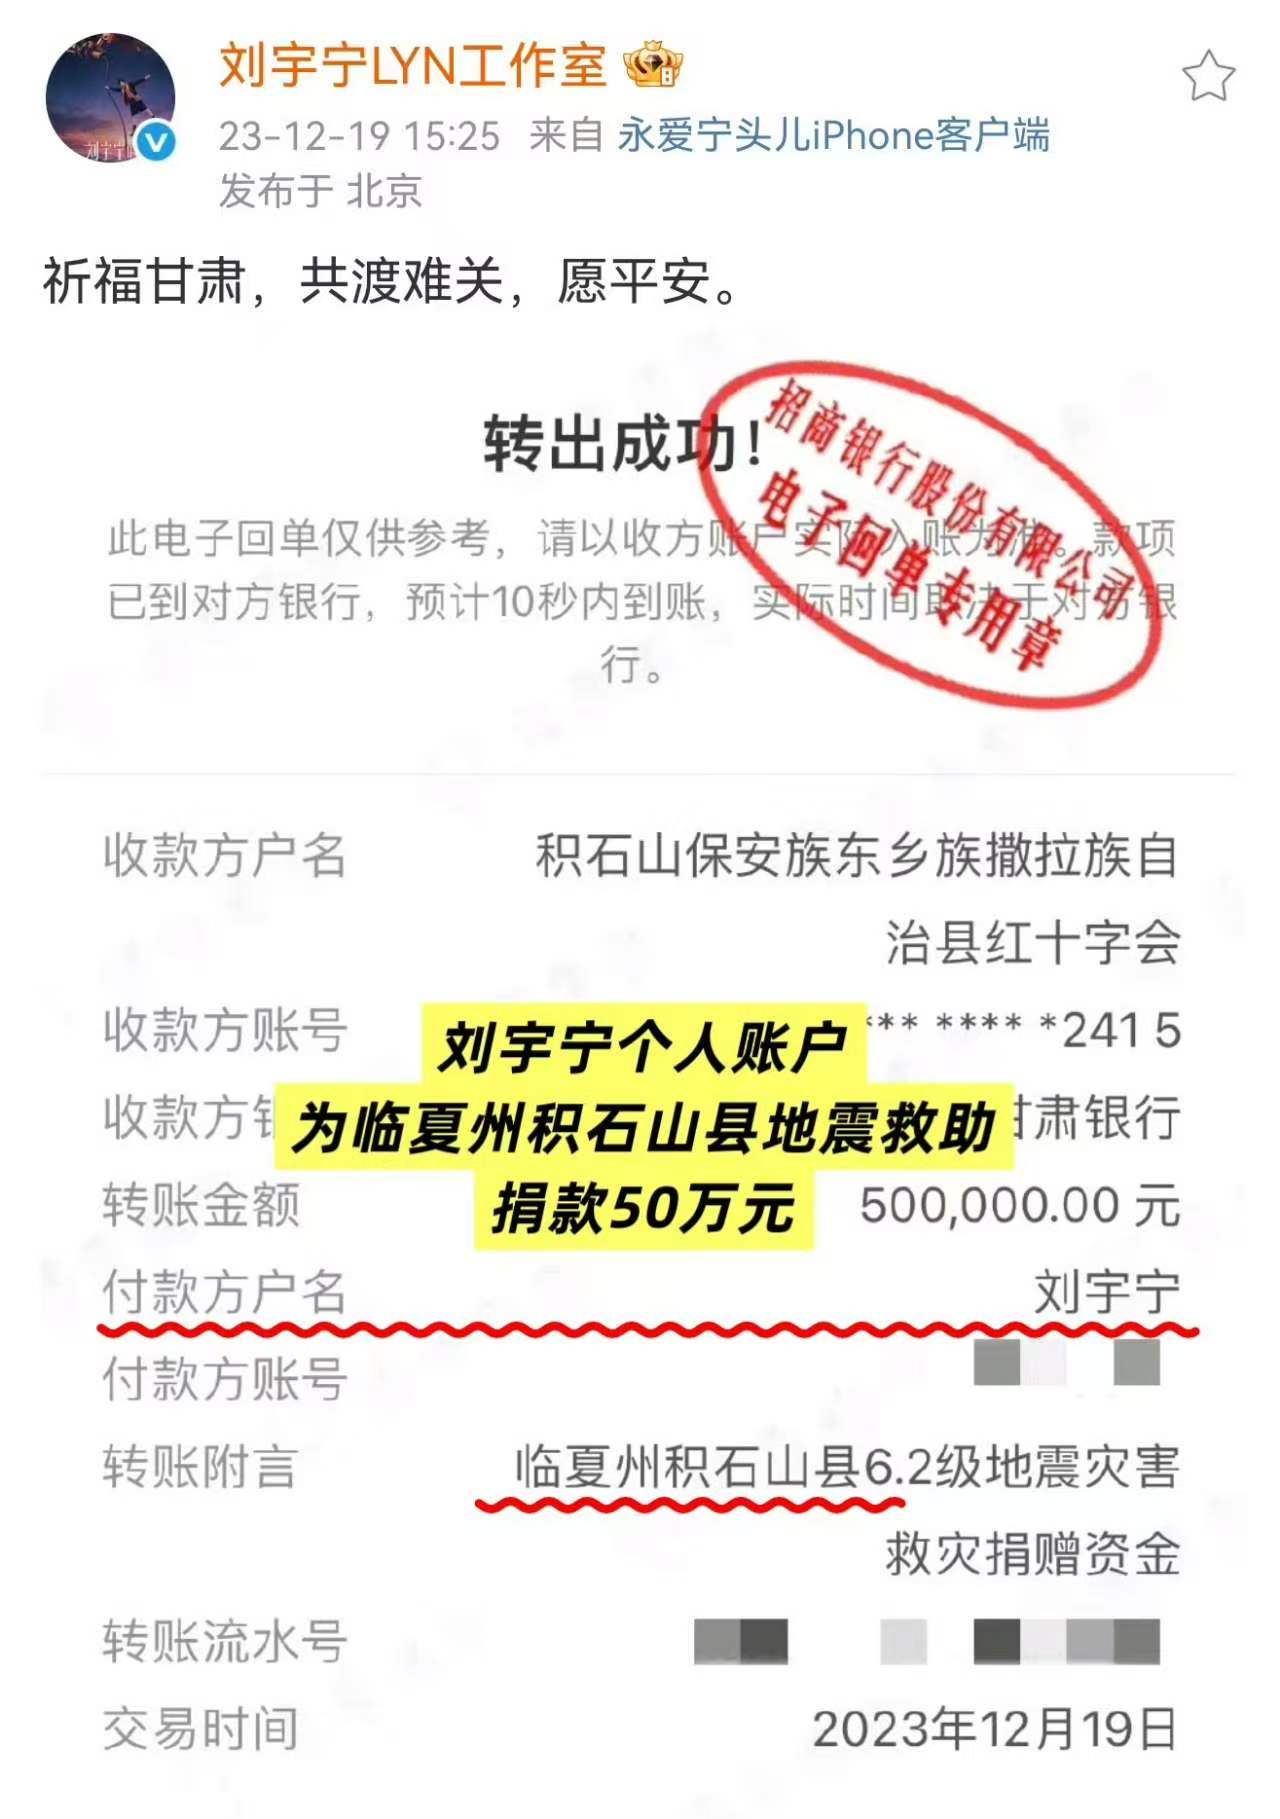 刘宇宁LYN工作室
23-12-19 15:25 来自 永爱宁头儿iPhone客户端
发布于 北京
祈福甘肃，共渡难关，愿平安。
转出成功！
招商银行股份有限公司
电子回单专用章
此电子回单仅供参考，请以收方账户实际入账为准。款项
已到对方银行，预计10秒内到账，实际时间取决于对方银
行。
收款方户名 积石山保安族东乡族撒拉族自
治县红十字会
收款方账号 *** **** *241 5
刘宇宁个人账户
收款方 甘肃银行
为临夏州积石山县地震救助
转账金额 500,000.00 元
捐款50万元
付款方户名 刘宇宁
付款方账号
转账附言 临夏州积石山县6.2级地震灾害
救灾捐赠资金
转账流水号
交易时间 2023年12月19日